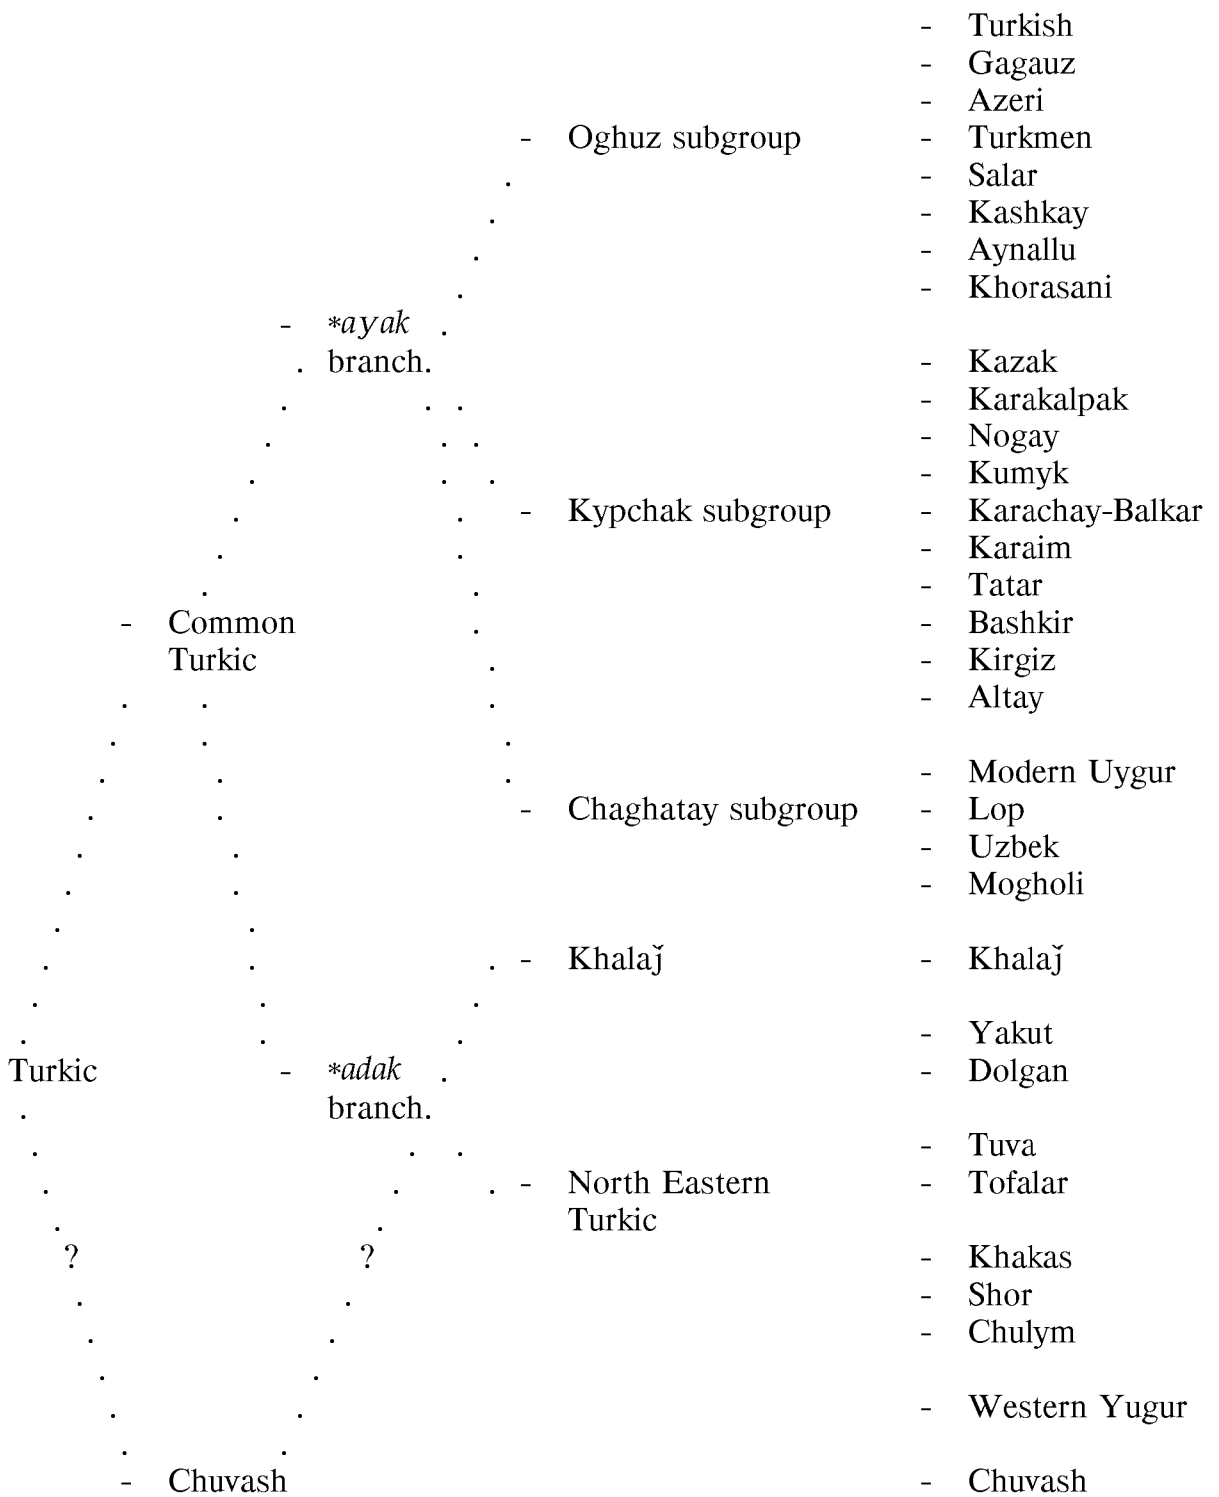 - Turkish
- Gagauz
- Azeri
- Oghuz subgroup - Turkmen
- Salar
- Kashkay
- Aynallu
- Khorasani
- *ayak
branch.
- Kazak
- Karakalpak
- Nogay
- Kumyk
- Kypchak subgroup - Karachay-Balkar
- Karaim
- Tatar
- Common - Bashkir
Turkic - Kirgiz
- Altay
- Modern Uygur
- Chaghatay subgroup - Lop
- Uzbek
- Mogholi
- Khalaǰ - Khalaǰ
- Yakut
Turkic - *adak - Dolgan
branch.
- Tuva
- North Eastern - Tofalar
Turkic
? ? - Khakas
- Shor
- Chulym
- Western Yugur
- Chuvash - Chuvash